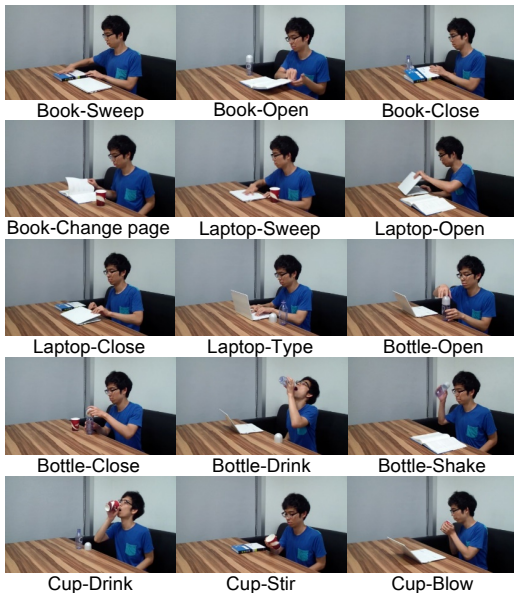 Book-Sweep
Book-Open
Book-Close
Book-Change page
Laptop-Sweep
Laptop-Open
Laptop-Close
Laptop-Type
Bottle-Open
Bottle-Close
Bottle-Drink
Bottle-Shake
Cup-Drink
Cup-Stir
Cup-Blow